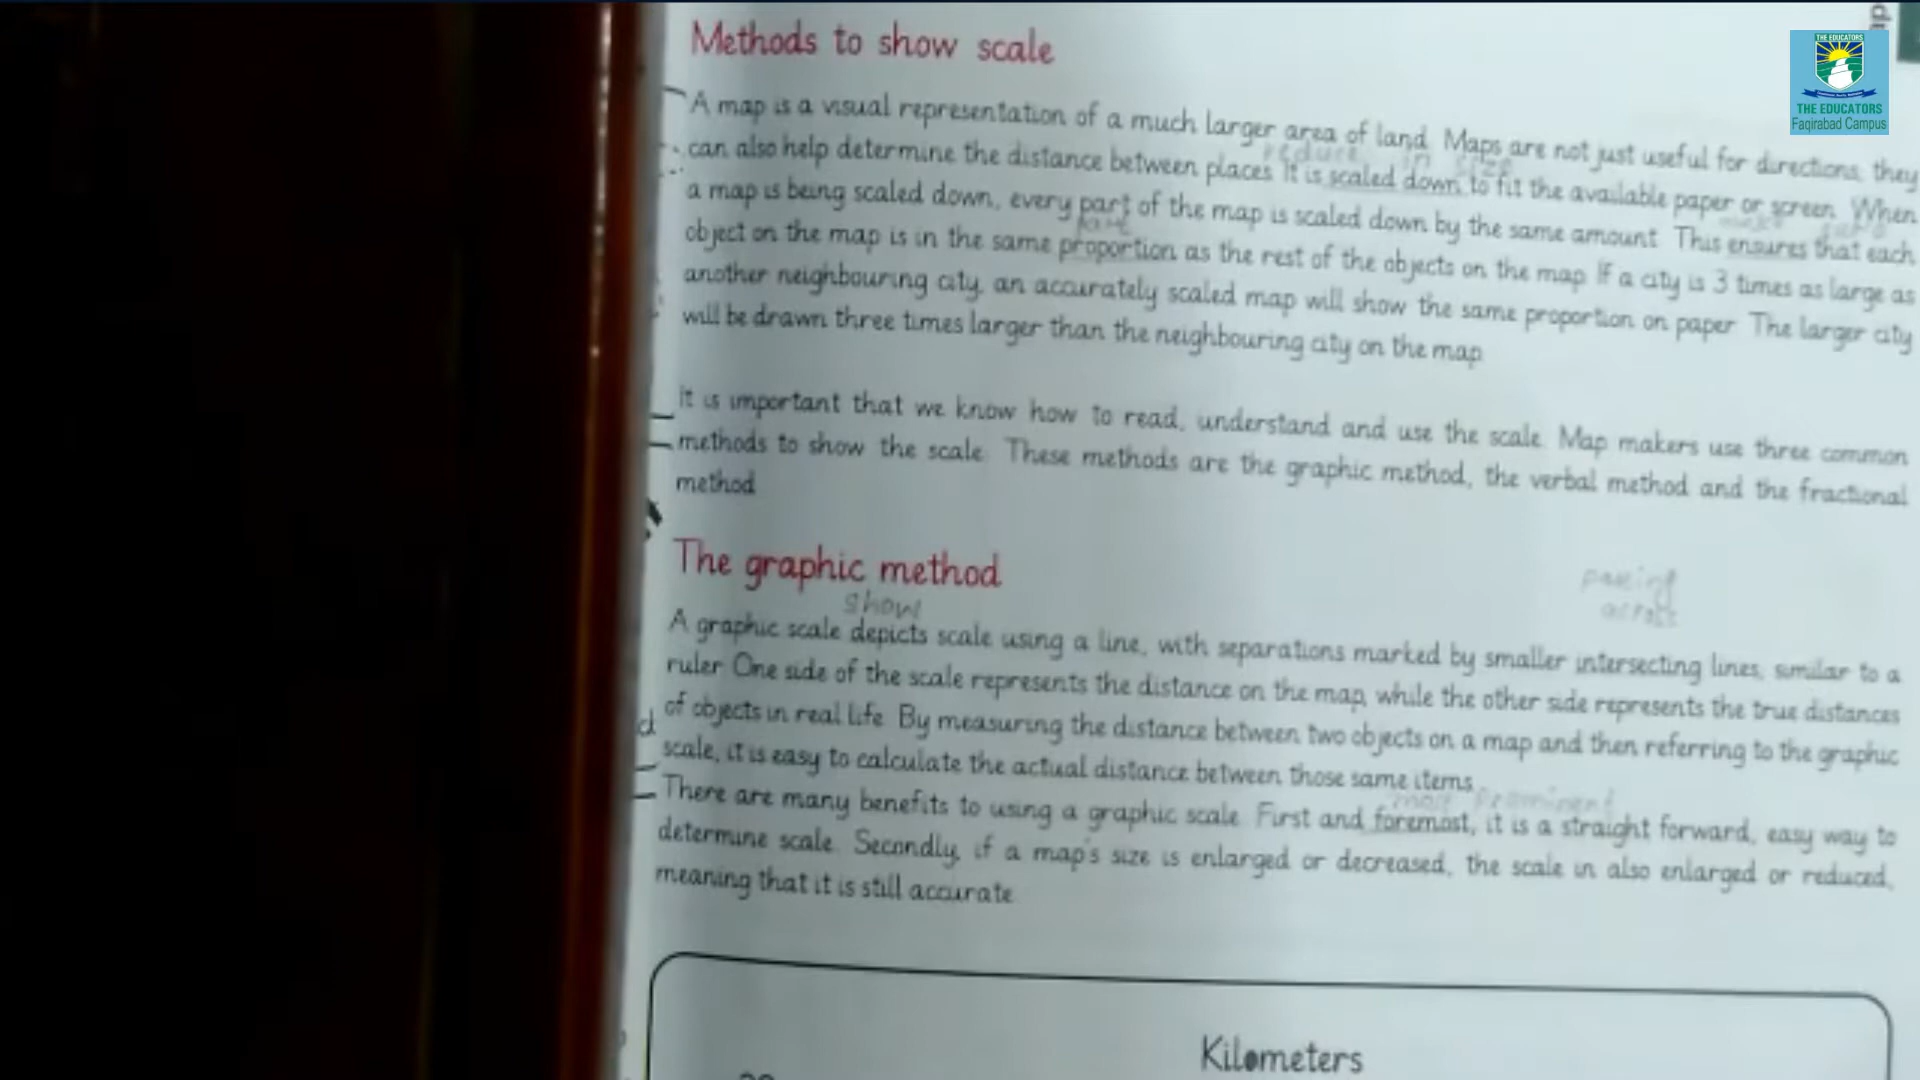 Methods to show scale
A map is a visual representation of a much larger area of land. Maps are not just useful for directions, they
reduce in size
can also help determine the distance between places. It is scaled down to fit the available paper or screen. When
a map is being scaled down, every part of the map is scaled down by the same amount. This ensures that each
object on the map is in the same proportion as the rest of the objects on the map. If a city is 3 times as large as
another neighbouring city, an accurately scaled map will show the same proportion on paper. The larger city
will be drawn three times larger than the neighbouring city on the map.
It is important that we know how to read, understand and use the scale. Map makers use three common
methods to show the scale. These methods are the graphic method, the verbal method and the fractional
method.
The graphic method
show
across
A graphic scale depicts scale using a line, with separations marked by smaller intersecting lines, similar to a
ruler. One side of the scale represents the distance on the map, while the other side represents the true distances
of objects in real life. By measuring the distance between two objects on a map and then referring to the graphic
scale, it is easy to calculate the actual distance between those same items.
most prominent
There are many benefits to using a graphic scale. First and foremost, it is a straight forward, easy way to
determine scale. Secondly, if a map's size is enlarged or decreased, the scale in also enlarged or reduced,
meaning that it is still accurate.
Kilometers
THE EDUCATORS
THE EDUCATORS
Faqirabad Campus